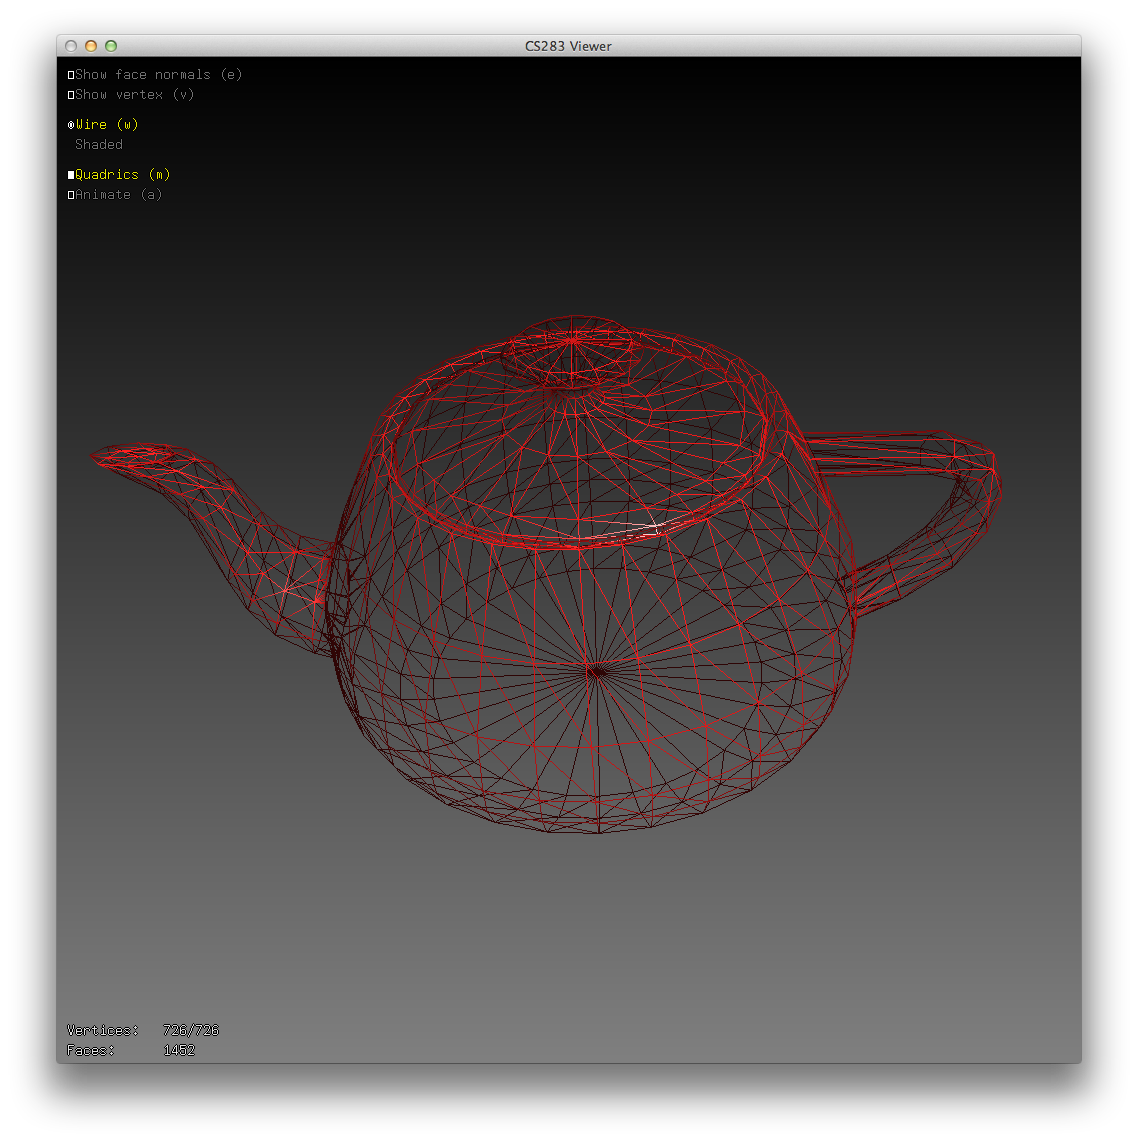 CS283 Viewer
Show face normals (e)
Show vertex (v)
Wire (w)
Shaded
Quadrics (m)
Animate (a)
Vertices: 726/726
Faces: 1452